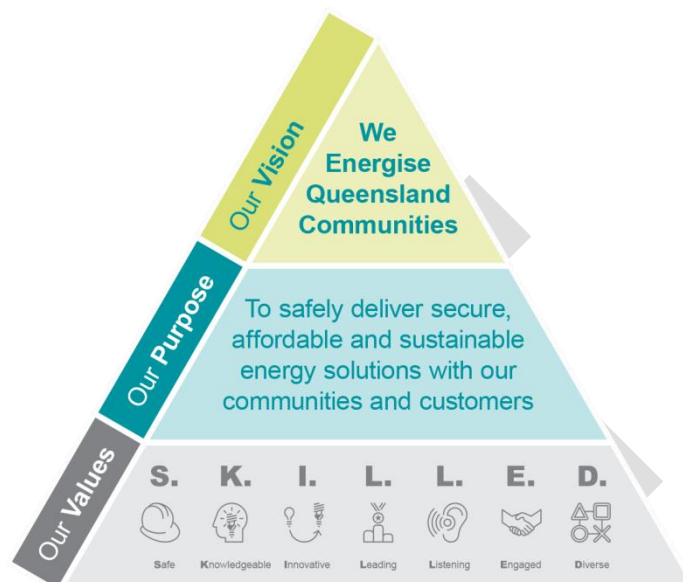 Our Vision
We
Energise
Queensland
Communities
Our Purpose
To safely deliver secure,
affordable and sustainable
energy solutions with our
communities and customers
Our Values
S. K. I. L. L. E. D.
Safe Knowledgeable Innovative Leading Listening Engaged Diverse